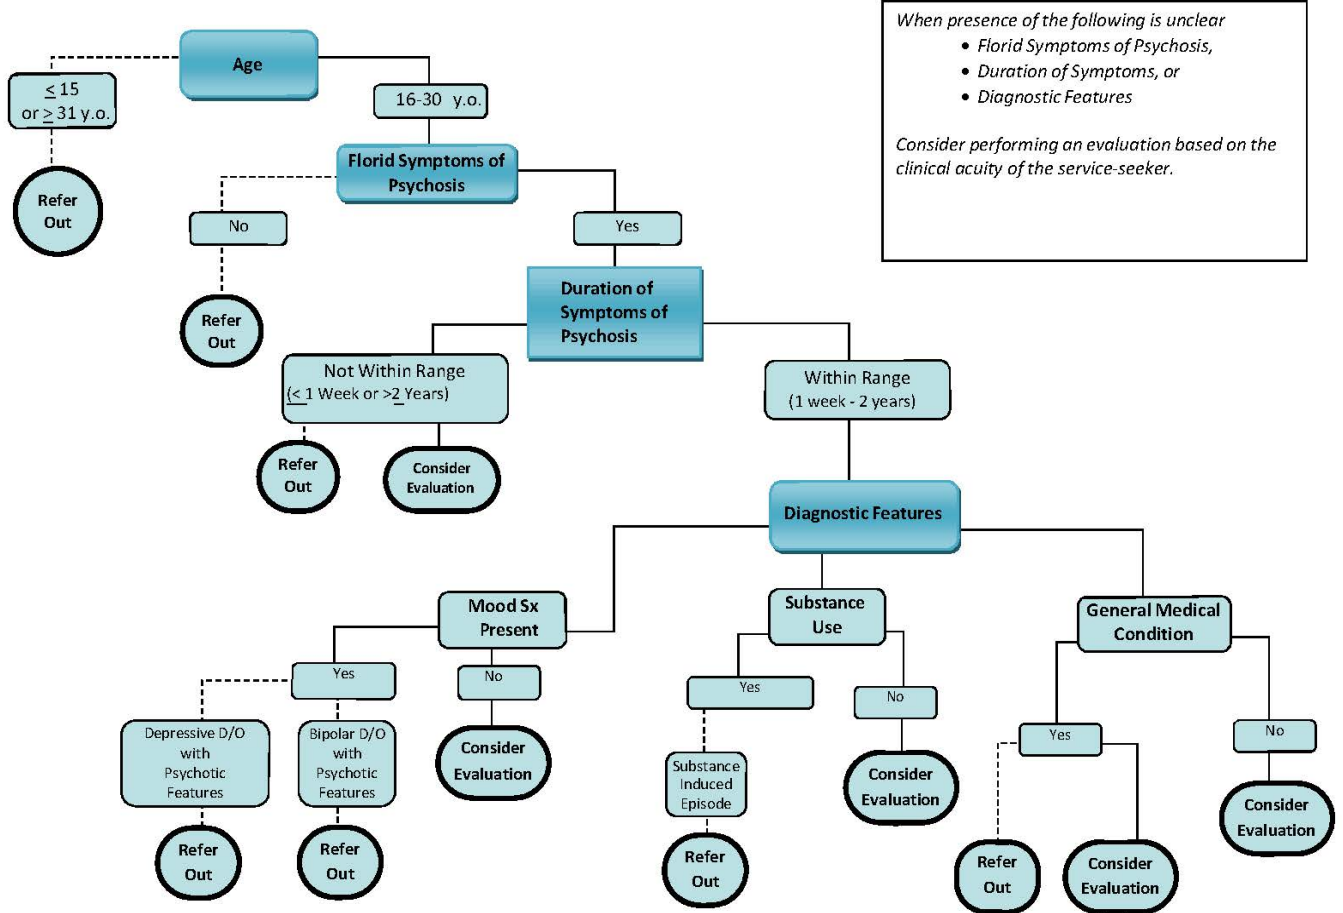 When presence of the following is unclear
• Florid Symptoms of Psychosis,
• Duration of Symptoms, or
• Diagnostic Features
Consider performing an evaluation based on the
clinical acuity of the service-seeker.
Age
≤ 15
or ≥ 31 y.o.
16-30 y.o.
Refer
Out
Florid Symptoms of
Psychosis
No
Yes
Refer
Out
Duration of
Symptoms of
Psychosis
Not Within Range
(< 1 Week or >2 Years)
Within Range
(1 week - 2 years)
Refer
Out
Consider
Evaluation
Diagnostic Features
Mood Sx
Present
Substance
Use
General Medical
Condition
Yes
No
Yes
No
Yes
No
Depressive D/O
with
Psychotic
Features
Bipolar D/O
with
Psychotic
Features
Consider
Evaluation
Substance
Induced
Episode
Consider
Evaluation
Consider
Evaluation
Refer
Out
Refer
Out
Refer
Out
Refer
Out
Consider
Evaluation